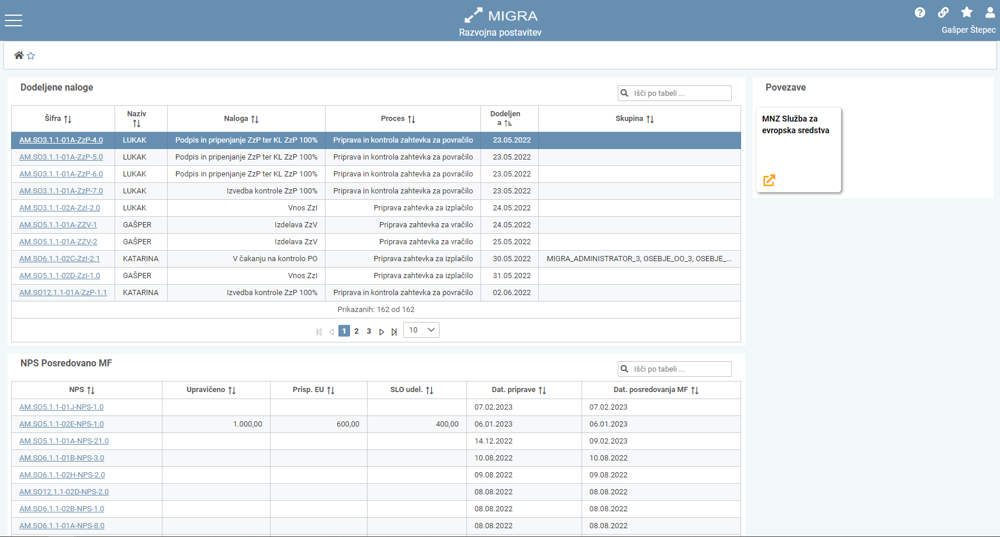 MIGRA
Razvojna postavitev
Gašper Štepec
Dodeljene naloge
Išči po tabeli ...
Šifra Naziv Naloga Proces Dodeljen a Skupina
AM.SO3.1.1-01A-ZzP-4.0 LUKAK Podpis in pripenjanje ZzP ter KL ZzP 100% Priprava in kontrola zahtevka za povračilo 23.05.2022
AM.SO3.1.1-01A-ZzP-5.0 LUKAK Podpis in pripenjanje ZzP ter KL ZzP 100% Priprava in kontrola zahtevka za povračilo 23.05.2022
AM.SO3.1.1-01A-ZzP-6.0 LUKAK Podpis in pripenjanje ZzP ter KL ZzP 100% Priprava in kontrola zahtevka za povračilo 23.05.2022
AM.SO3.1.1-01A-ZzP-7.0 LUKAK Izvedba kontrole ZzP 100% Priprava in kontrola zahtevka za povračilo 23.05.2022
AM.SO3.1.1-02A-ZzI-2.0 LUKAK Vnos ZzI Priprava zahtevka za izplačilo 24.05.2022
AM.SO5.1.1-01A-ZZV-1 GAŠPER Izdelava ZzV Priprava zahtevka za vračilo 24.05.2022
AM.SO5.1.1-01A-ZZV-2 GAŠPER Izdelava ZzV Priprava zahtevka za vračilo 25.05.2022
AM.SO6.1.1-02C-ZzI-2.1 KATARINA V čakanju na kontrolo PO Priprava zahtevka za izplačilo 30.05.2022 MIGRA_ADMINISTRATOR_3, OSEBJE_OO_3, OSEBJE_...
AM.SO5.1.1-02D-ZzI-1.0 GAŠPER Vnos ZzI Priprava zahtevka za izplačilo 31.05.2022
AM.SO12.1.1-01A-ZzP-1.1 KATARINA Izvedba kontrole ZzP 100% Priprava in kontrola zahtevka za povračilo 02.06.2022
Prikazanih: 162 od 162
1 2 3 10
Povezave
MNZ Služba za
evropska sredstva
NPS Posredovano MF
Išči po tabeli ...
NPS Upravičeno Prisp. EU SLO udel. Dat. priprave Dat. posredovanja MF
AM.SO5.1.1-01J-NPS-1.0 07.02.2023 07.02.2023
AM.SO5.1.1-02E-NPS-1.0 1.000,00 600,00 400,00 06.01.2023 06.01.2023
AM.SO5.1.1-01A-NPS-21.0 14.12.2022 09.02.2023
AM.SO6.1.1-01B-NPS-3.0 10.08.2022 10.08.2022
AM.SO6.1.1-02H-NPS-2.0 09.08.2022 09.08.2022
AM.SO12.1.1-02D-NPS-2.0 08.08.2022 08.08.2022
AM.SO6.1.1-02B-NPS-1.0 08.08.2022 08.08.2022
AM.SO6.1.1-01A-NPS-8.0 08.08.2022 08.08.2022